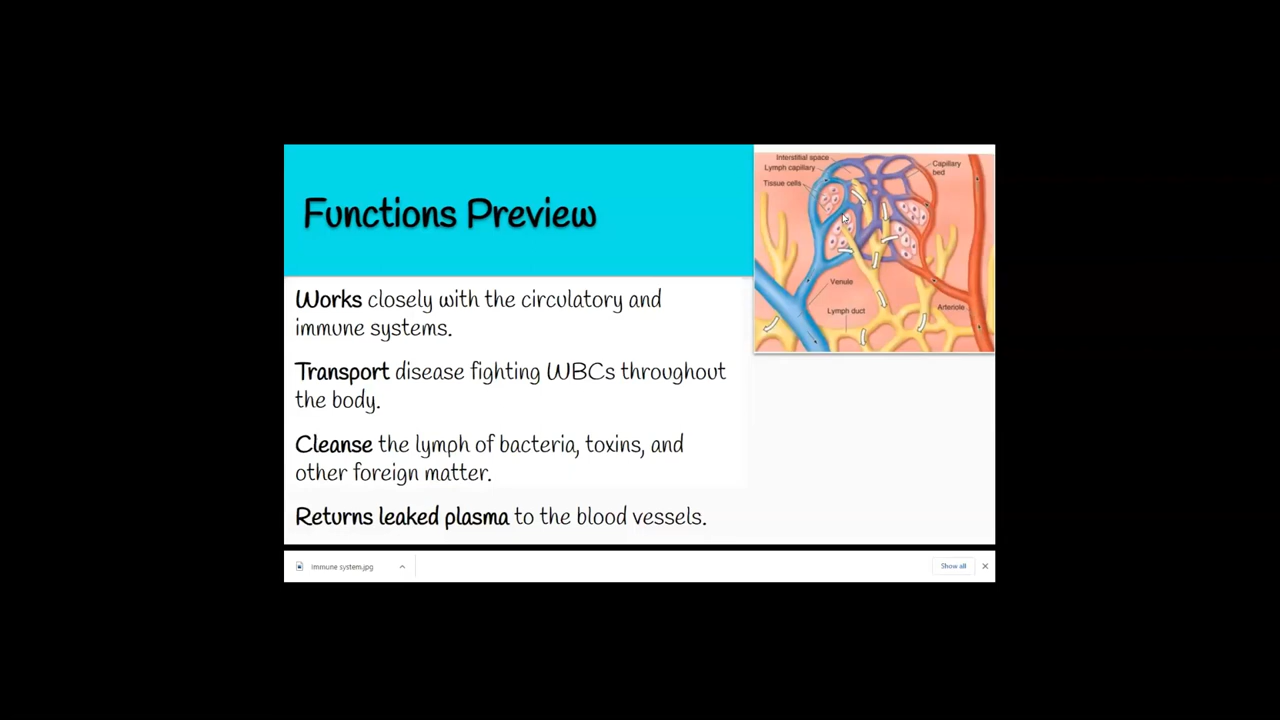 Functions Preview
Works closely with the circulatory and
immune systems.
Transport disease fighting WBCs throughout
the body.
Cleanse the lymph of bacteria, toxins, and
other foreign matter.
Returns leaked plasma to the blood vessels.
Interstitial space
Lymph capillary
Tissue cells
Capillary
bed
Venule
Lymph duct
Arteriole
immune system.jpg
Show all